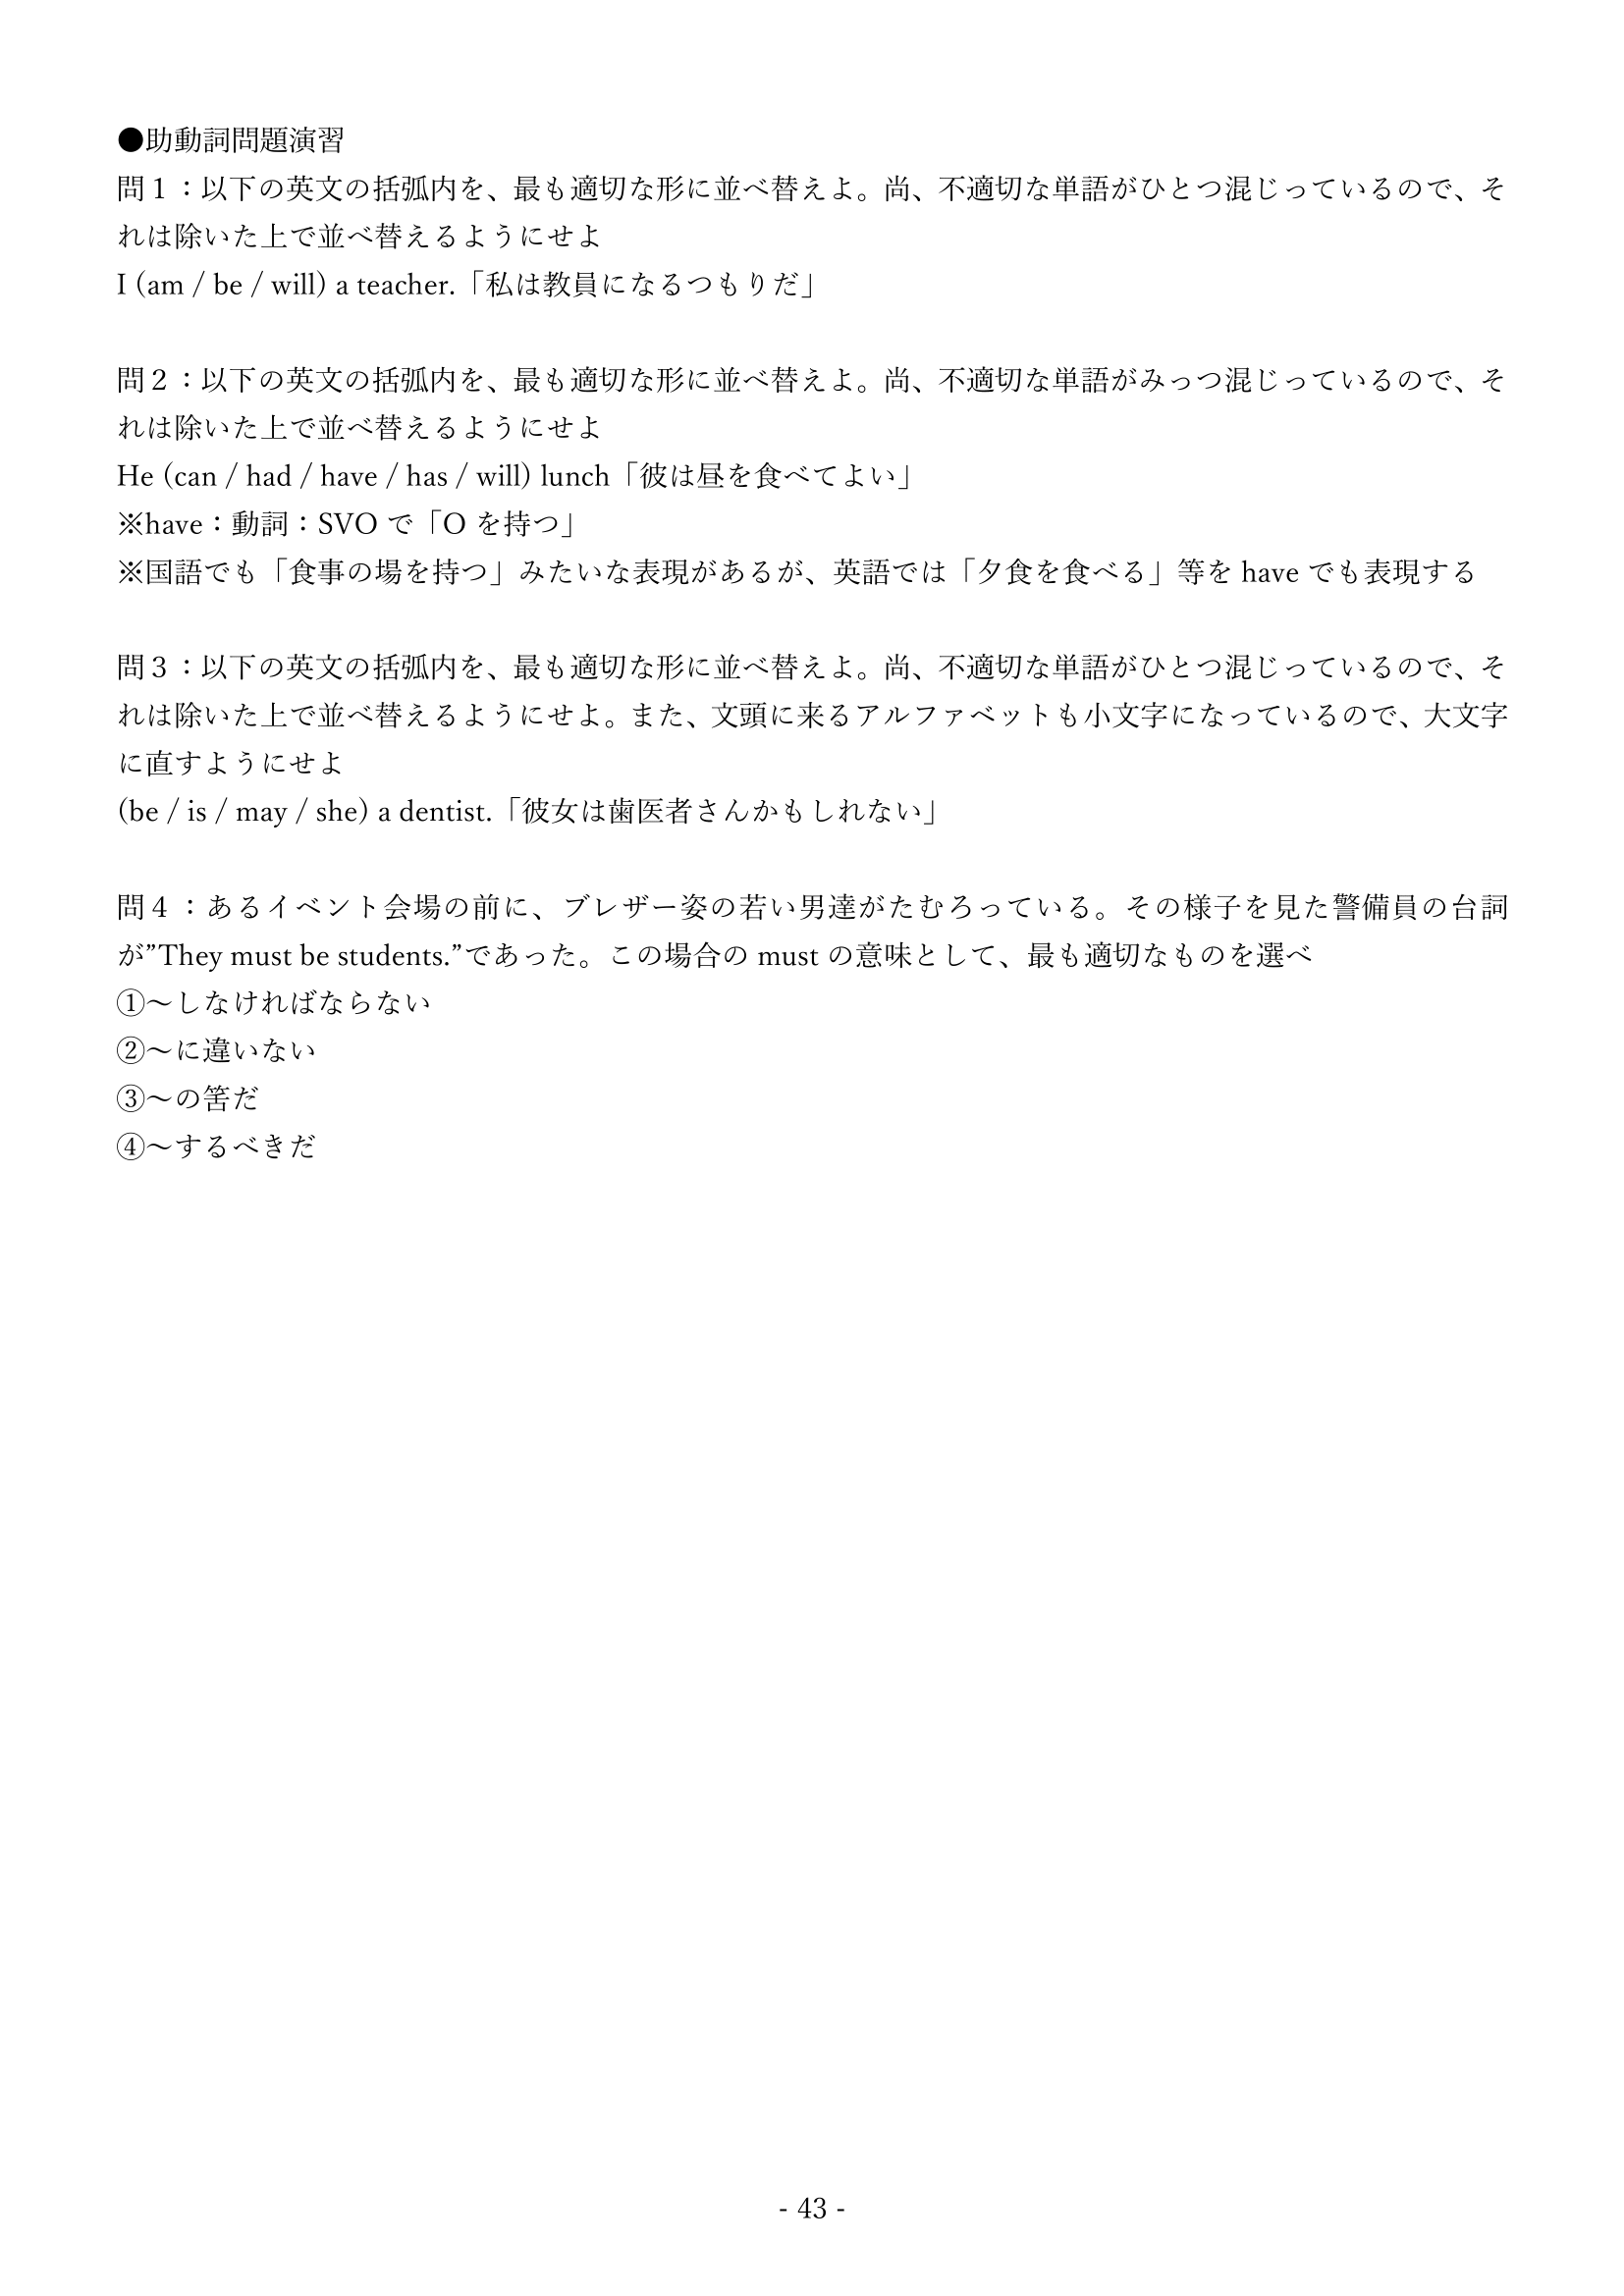 ●助動詞問題演習
問１：以下の英文の括弧内を、最も適切な形に並べ替えよ。尚、不適切な単語がひとつ混じっているので、そ
れは除いた上で並べ替えるようにせよ
I (am / be / will) a teacher.「私は教員になるつもりだ」
問２：以下の英文の括弧内を、最も適切な形に並べ替えよ。尚、不適切な単語がみっつ混じっているので、そ
れは除いた上で並べ替えるようにせよ
He (can / had / have / has / will) lunch「彼は昼を食べてよい」
※have：動詞：SVO で「O を持つ」
※国語でも「食事の場を持つ」みたいな表現があるが、英語では「夕食を食べる」等を have でも表現する
問３：以下の英文の括弧内を、最も適切な形に並べ替えよ。尚、不適切な単語がひとつ混じっているので、そ
れは除いた上で並べ替えるようにせよ。また、文頭に来るアルファベットも小文字になっているので、大文字
に直すようにせよ
(be / is / may / she) a dentist.「彼女は歯医者さんかもしれない」
問４：あるイベント会場の前に、ブレザー姿の若い男達がたむろっている。その様子を見た警備員の台詞
が”They must be students.”であった。この場合の must の意味として、最も適切なものを選べ
①～しなければならない
②～に違いない
③～の筈だ
④～するべきだ
- 43 -